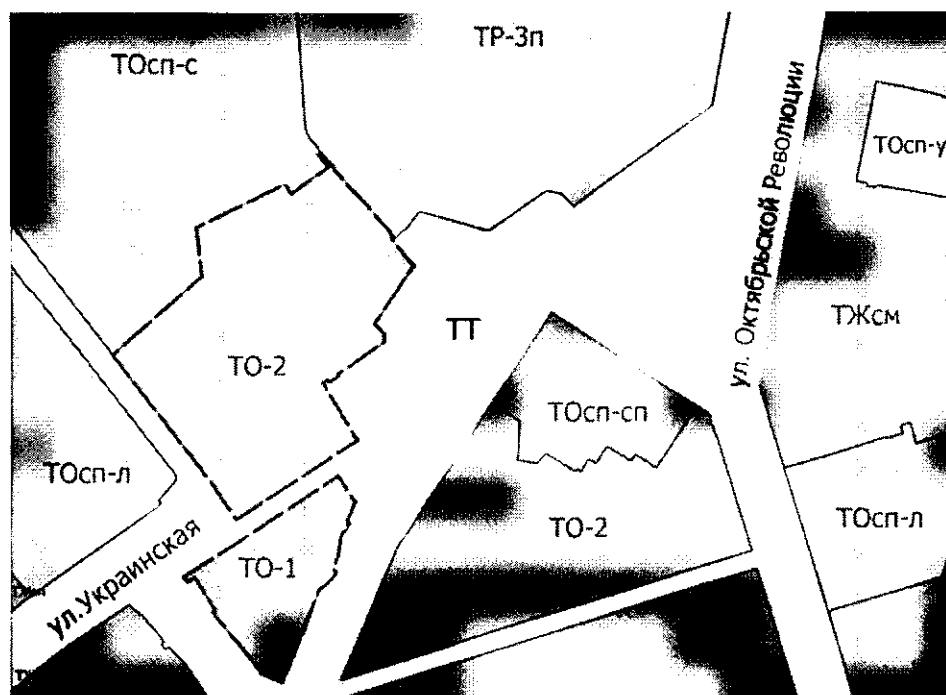 ТР-3п
ТОсп-с
ул. Октябрьской Революции
ТОсп-у
ТЖсм
ТТ
ТО-2
ТОсп-сп
ТОсп-л
ТО-2
ТОсп-л
ТО-1
ул.Украинская